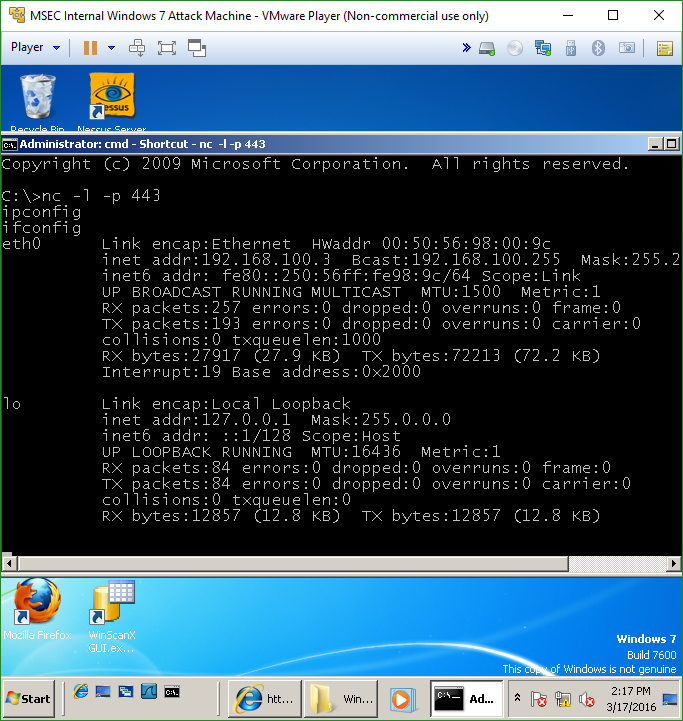 MSEC Internal Windows 7 Attack Machine - VMware Player (Non-commercial use only)
Player
Recycle Bin
Nessus Server
Nessus
Administrator: cmd - Shortcut - nc -l -p 443
Copyright (c) 2009 Microsoft Corporation.  All rights reserved.
C:\>nc -l -p 443
ipconfig
ifconfig
eth0      Link encap:Ethernet  HWaddr 00:50:56:98:00:9c
inet addr:192.168.100.3  Bcast:192.168.100.255  Mask:255.2
inet6 addr: fe80::250:56ff:fe98:9c/64 Scope:Link
UP BROADCAST RUNNING MULTICAST  MTU:1500  Metric:1
RX packets:257 errors:0 dropped:0 overruns:0 frame:0
TX packets:193 errors:0 dropped:0 overruns:0 carrier:0
collisions:0 txqueuelen:1000
RX bytes:27917 (27.9 KB)  TX bytes:72213 (72.2 KB)
Interrupt:19 Base address:0x2000
lo        Link encap:Local Loopback
inet addr:127.0.0.1  Mask:255.0.0.0
inet6 addr: ::1/128 Scope:Host
UP LOOPBACK RUNNING  MTU:16436  Metric:1
RX packets:84 errors:0 dropped:0 overruns:0 frame:0
TX packets:84 errors:0 dropped:0 overruns:0 carrier:0
collisions:0 txqueuelen:0
RX bytes:12857 (12.8 KB)  TX bytes:12857 (12.8 KB)
Mozilla Firefox
WinScanX
GUI.ex...
Windows 7
Build 7600
This copy of Windows is not genuine
Start
htt...
Win...
Ad...
2:17 PM
3/17/2016